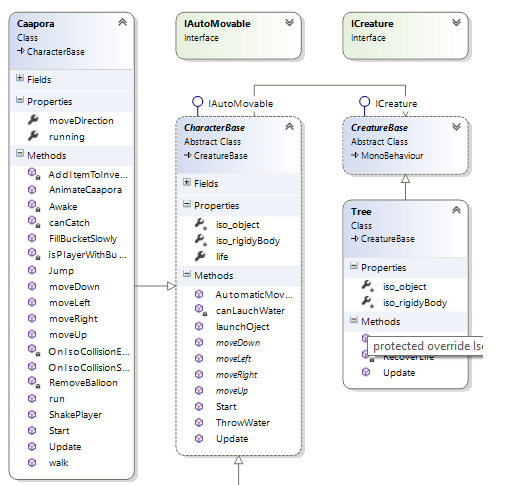 Caapora
Class
CharacterBase
Fields
Properties
moveDirection
running
Methods
AddItemToInve...
AnimateCaapora
Awake
canCatch
FillBucketSlowly
isPlayerWithBu...
Jump
moveDown
moveLeft
moveRight
moveUp
OnIsoCollisionE...
OnIsoCollisionS...
RemoveBalloon
run
ShakePlayer
Start
Update
walk
IAutoMovable
Interface
ICreature
Interface
IAutoMovable
CharacterBase
Abstract Class
CreatureBase
Fields
Properties
iso_object
iso_rigidyBody
life
Methods
AutomaticMov...
canLauchWater
launchOject
moveDown
moveLeft
moveRight
moveUp
Start
ThrowWater
Update
ICreature
CreatureBase
Abstract Class
MonoBehaviour
Tree
Class
CreatureBase
Properties
iso_object
iso_rigidyBody
Methods
protected override Iso
RecoverLife
Update